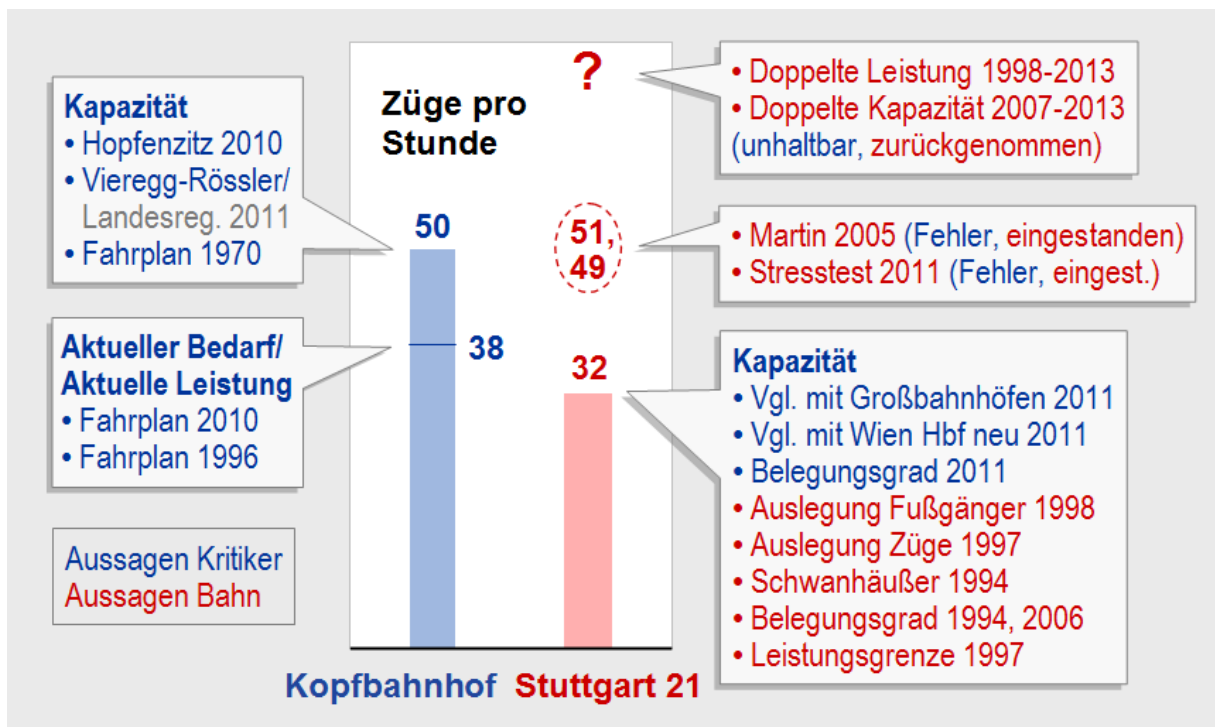 Kapazität
• Hopfenzitz 2010
• Vieregg-Rössler/
Landesreg. 2011
• Fahrplan 1970
Aktueller Bedarf/
Aktuelle Leistung
• Fahrplan 2010
• Fahrplan 1996
Aussagen Kritiker
Aussagen Bahn
Züge pro
Stunde
?
50
51,
49
38
32
Kopfbahnhof
Stuttgart 21
• Doppelte Leistung 1998-2013
• Doppelte Kapazität 2007-2013
(unhaltbar, zurückgenommen)
• Martin 2005 (Fehler, eingestanden)
• Stresstest 2011 (Fehler, eingest.)
Kapazität
• Vgl. mit Großbahnhöfen 2011
• Vgl. mit Wien Hbf neu 2011
• Belegungsgrad 2011
• Auslegung Fußgänger 1998
• Auslegung Züge 1997
• Schwanhäußer 1994
• Belegungsgrad 1994, 2006
• Leistungsgrenze 1997